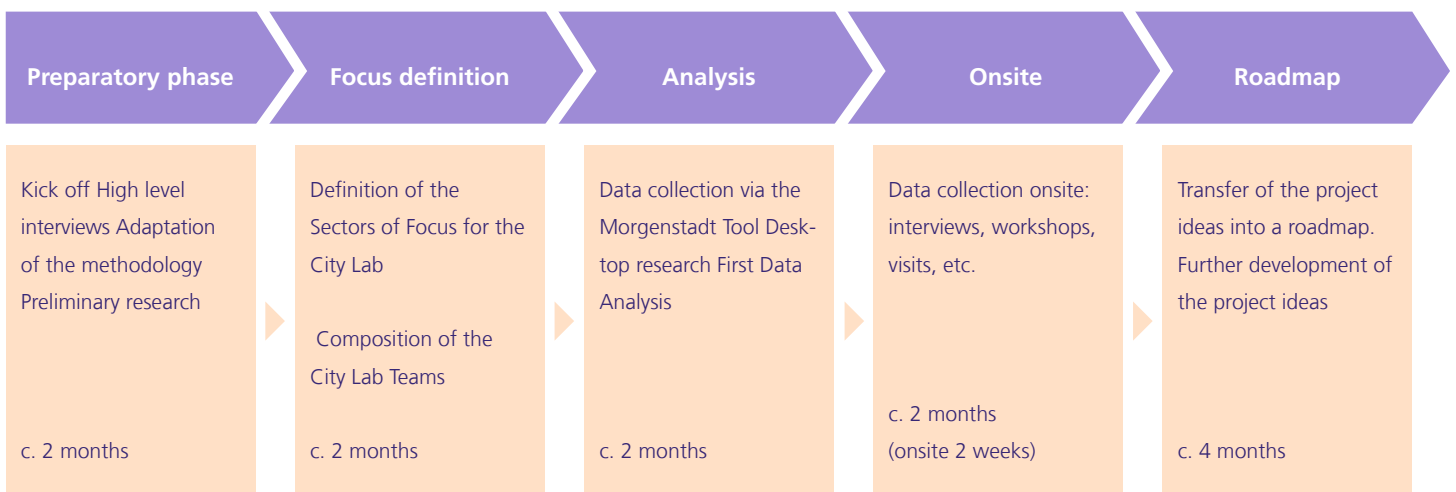 Preparatory phase
Focus definition
Analysis
Onsite
Roadmap
Kick off High level
interviews Adaptation
of the methodology
Preliminary research
c. 2 months
Definition of the
Sectors of Focus for the
City Lab
Composition of the
City Lab Teams
c. 2 months
Data collection via the
Morgenstadt Tool Desk-
top research First Data
Analysis
c. 2 months
Data collection onsite:
interviews, workshops,
visits, etc.
c. 2 months
(onsite 2 weeks)
Transfer of the project
ideas into a roadmap.
Further development of
the project ideas
c. 4 months